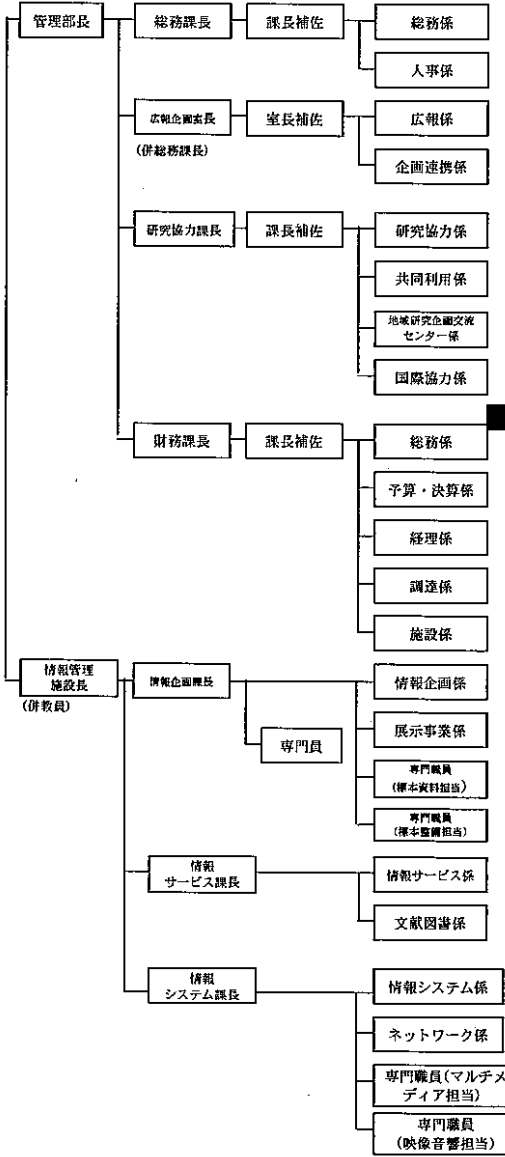 管理部長
総務課長
課長補佐
総務係
人事係
広報企画室長
(併総務課長)
室長補佐
広報係
企画連携係
研究協力課長
課長補佐
研究協力係
共同利用係
地域研究企画交流
センター係
国際協力係
財務課長
課長補佐
総務係
予算・決算係
経理係
調達係
施設係
情報管理
施設長
(併教員)
情報企画課長
専門員
情報企画係
展示事業係
専門職員
(標本資料担当)
専門職員
(標本整備担当)
情報
サービス課長
情報サービス係
文献図書係
情報
システム課長
情報システム係
ネットワーク係
専門職員(マルチメ
ディア担当)
専門職員
(映像音響担当)